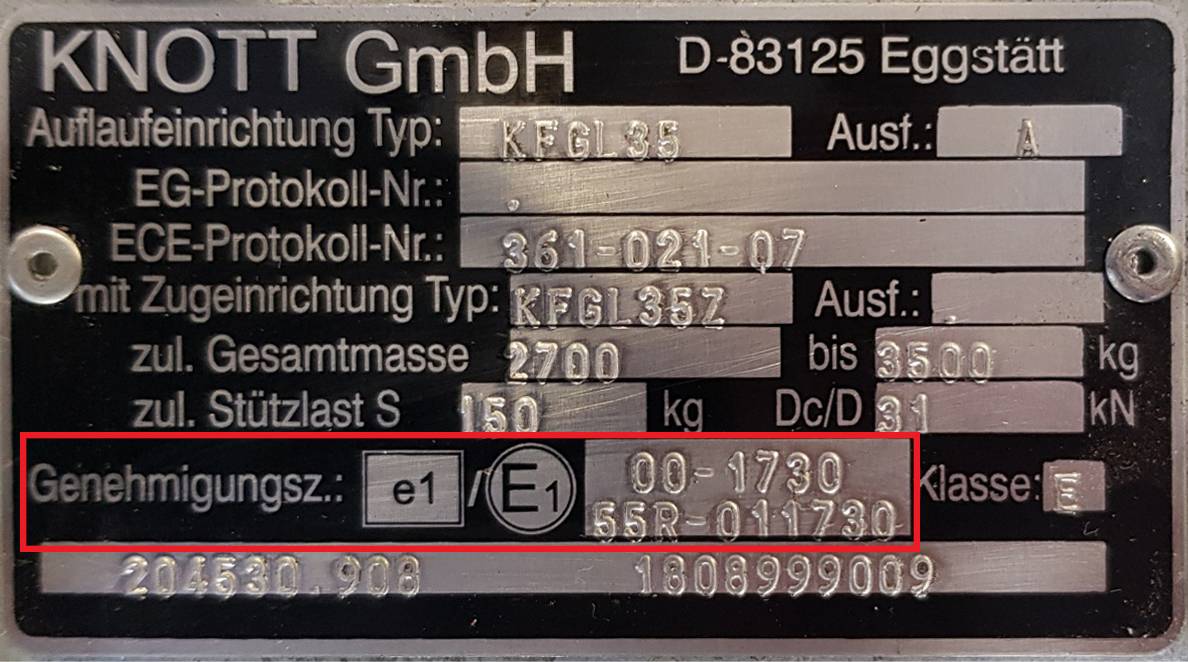 KNOTT GmbH D-83125 Eggstätt
Auflaufeinrichtung Typ: KFGL35 Ausf.: A
EG-Protokoll-Nr.: .
ECE-Protokoll-Nr.: 361-021-07
mit Zugeinrichtung Typ: KFGL35Z Ausf.: .
zul. Gesamtmasse 2700 bis 3500 kg
zul. Stützlast S 150 kg Dc/D 31 kN
Genehmigungsz.: e1 / E1 00-1730 Klasse: E
55R-011730
204530.908 1808999009